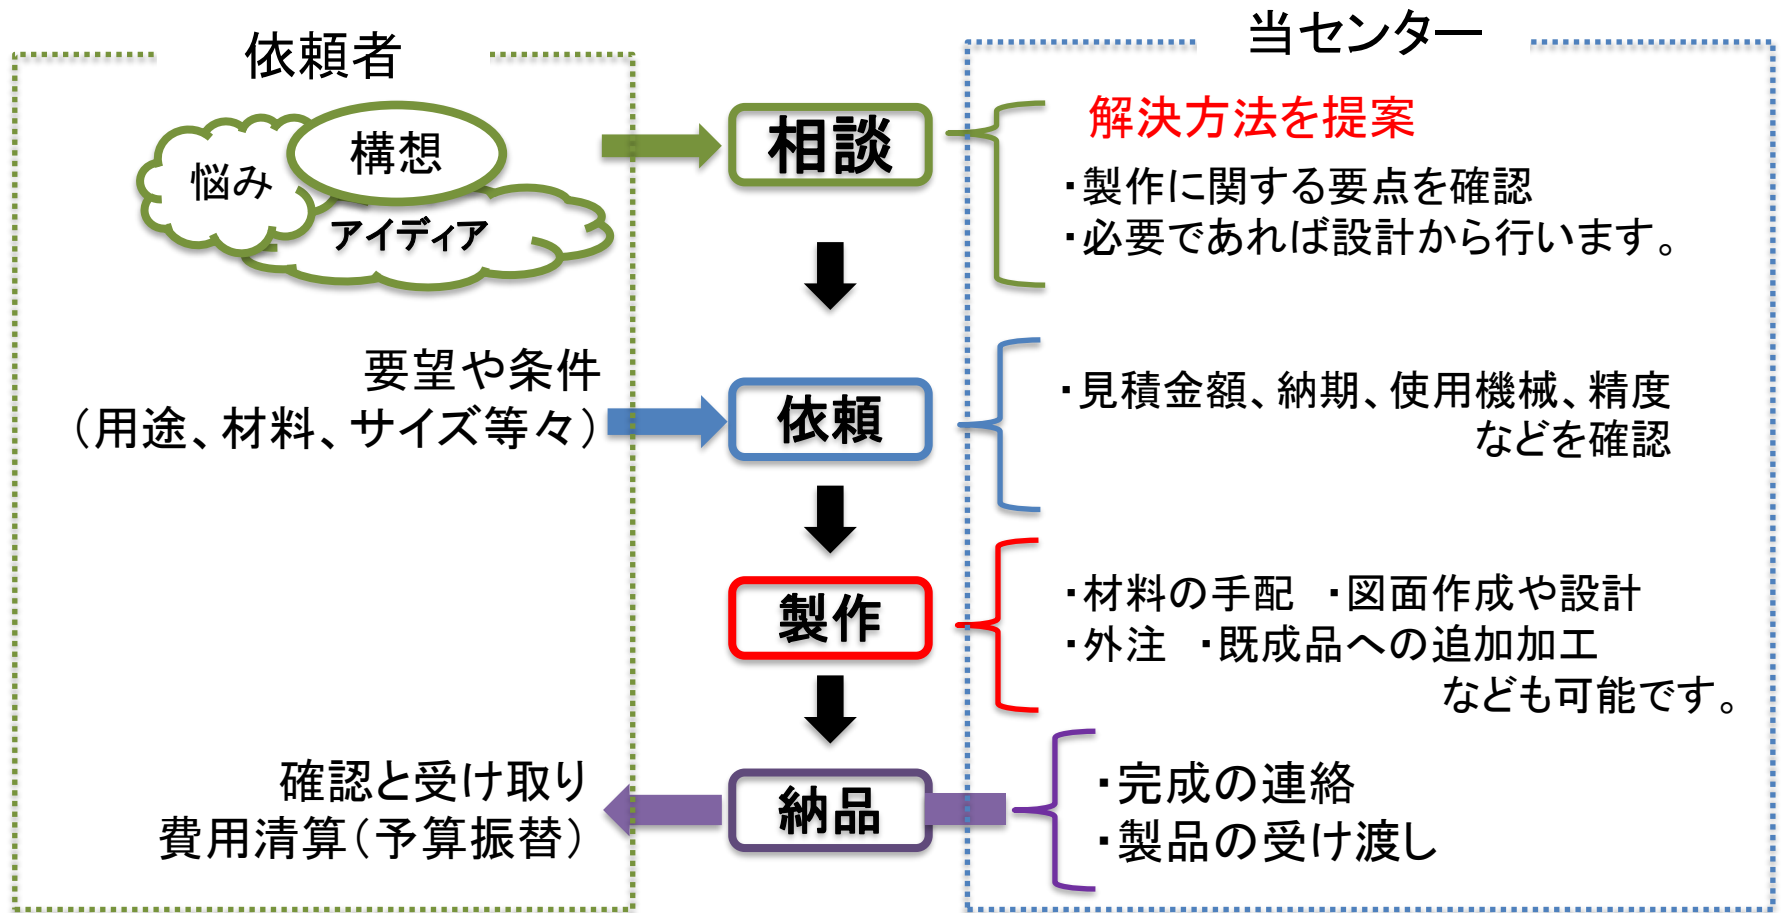 依頼者
当センター
悩み
構想
アイディア
相談
解決方法を提案
・製作に関する要点を確認
・必要であれば設計から行います。
要望や条件
（用途、材料、サイズ等々）
依頼
・見積金額、納期、使用機械、精度
などを確認
製作
・材料の手配　・図面作成や設計
・外注　・既成品への追加加工
なども可能です。
確認と受け取り
費用清算（予算振替）
納品
・完成の連絡
・製品の受け渡し